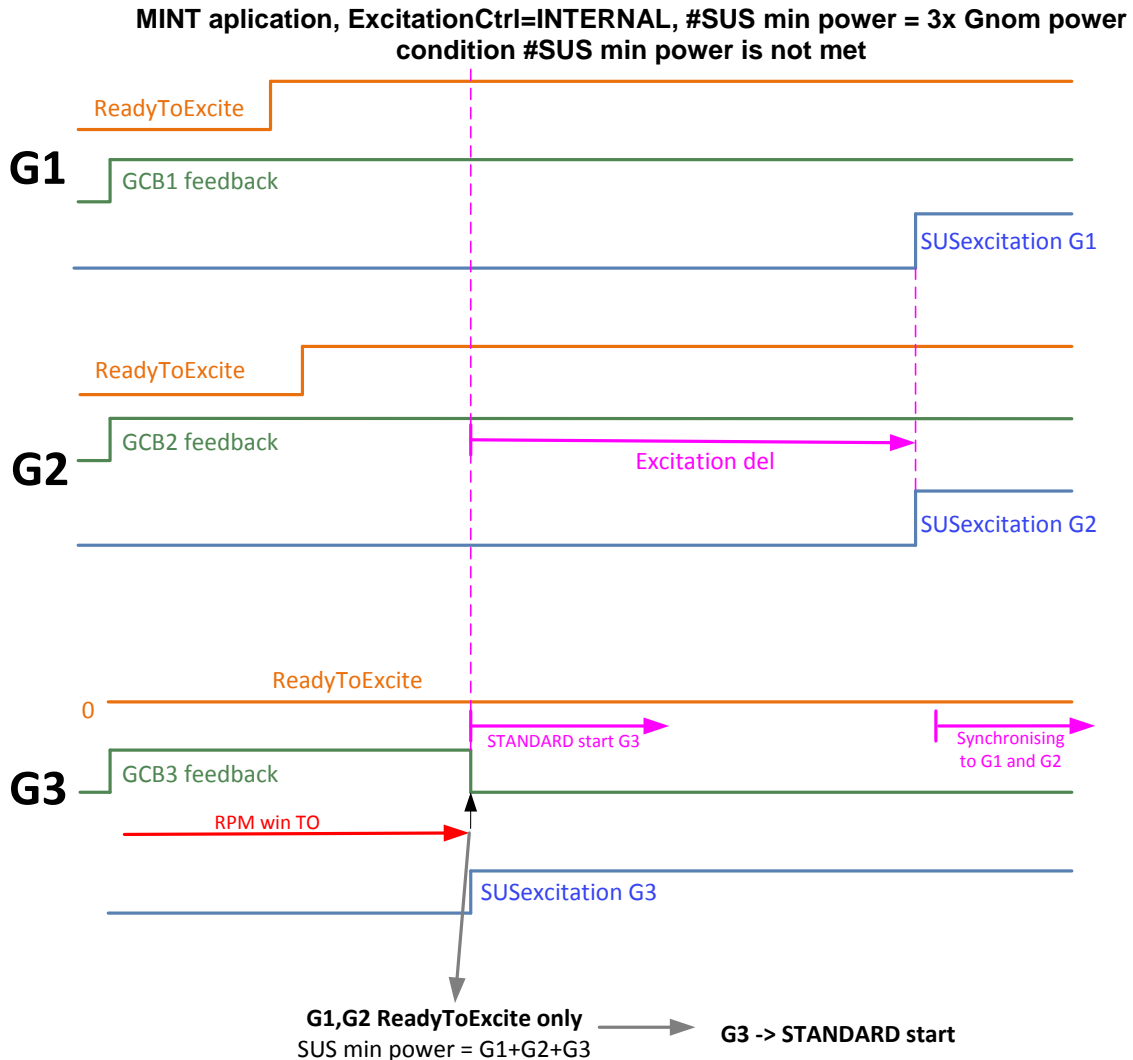 MINT aplication, ExcitationCtrl=INTERNAL, #SUS min power = 3x Gnom power
condition #SUS min power is not met
ReadyToExcite
G1
GCB1 feedback
SUSexcitation G1
ReadyToExcite
GCB2 feedback
G2
Excitation del
SUSexcitation G2
ReadyToExcite
0
STANDARD start G3
Synchronising
to G1 and G2
GCB3 feedback
G3
RPM win TO
SUSexcitation G3
G1,G2 ReadyToExcite only
SUS min power = G1+G2+G3
G3 -> STANDARD start